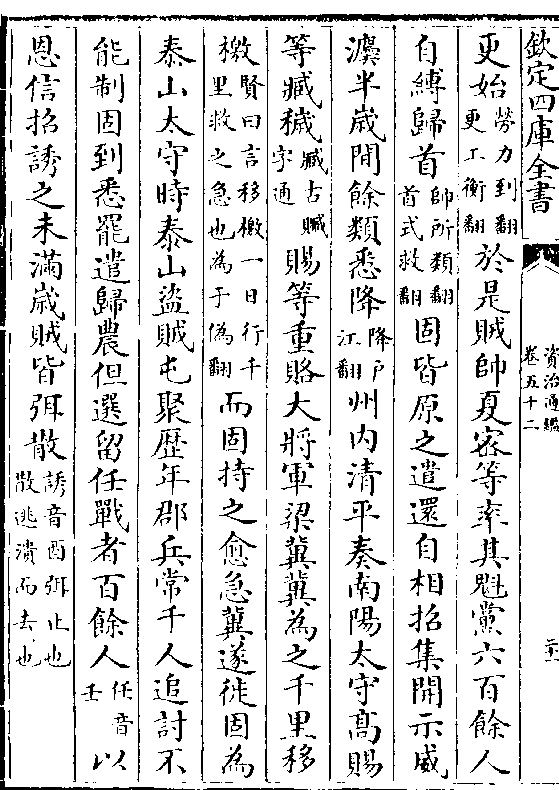 欽定四庫全書
資治通鑑
卷五十二
二十一
更始勞力到翻更工衡翻於是賊帥夏宻等率其魁黨六百餘人
自縛歸首帥所類翻首式救翻固皆原之遣還自相招集開示威
灋半歲間餘類悉降降户江翻州内清平奏南陽太守髙賜
等臧穢臧古贓字通賜等重賂大將軍梁冀冀為之千里移
檄賢曰言移檄一日行千里救之急也為于偽翻而固持之愈急冀遂徙固為
泰山太守時泰山盜賊屯聚歴年郡兵常千人追討不
能制固到悉罷遣歸農但選留任戰者百餘人任音壬以
恩信招誘之未滿歲賊皆弭散誘音酉弭止也散逃潰而去也